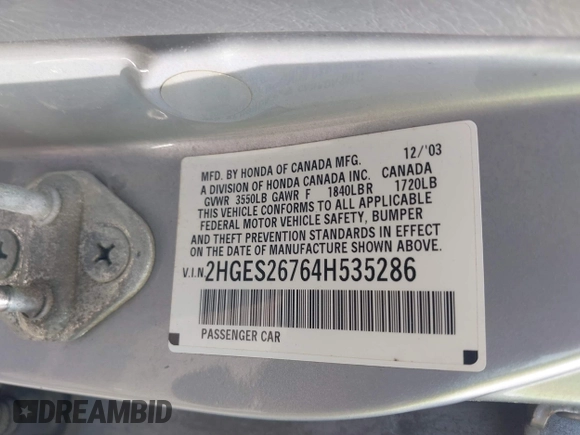 MFD. BY HONDA OF CANADA MFG. 12/'03
A DIVISION OF HONDA CANADA INC. CANADA
GVWR 3550LB GAWR F 1840LB R 1720LB
THIS VEHICLE CONFORMS TO ALL APPLICABLE
FEDERAL MOTOR VEHICLE SAFETY, BUMPER
AND THEFT PREVENTION STANDARDS IN EFFECT
ON THE DATE OF MANUFACTURE SHOWN ABOVE.
V.I.N. 2HGES26764H535286
PASSENGER CAR
DREAMBID